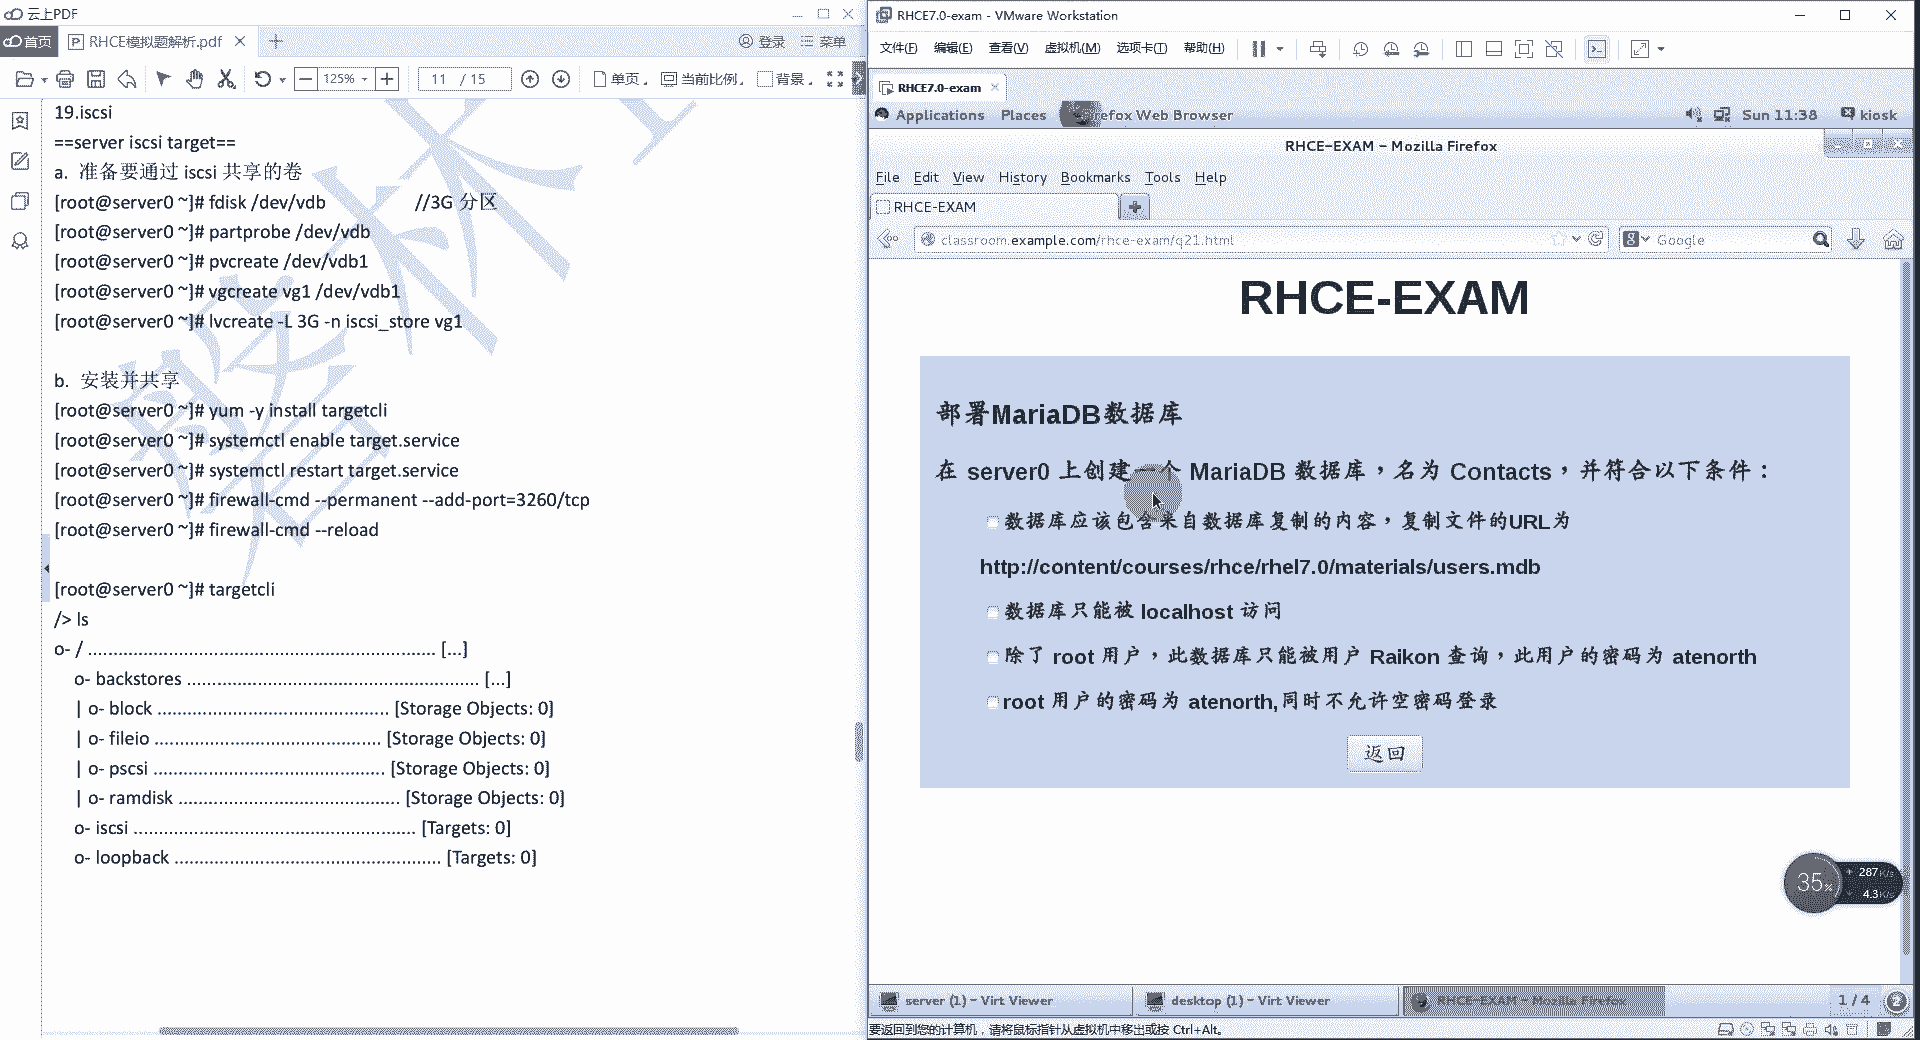 云上PDF
首页
RHCE模拟题解析.pdf
登录
菜单
125%
11 / 15
单页
当前比例
背景
19.iscsi
==server iscsi target==
a. 准备要通过 iscsi 共享的卷
[root@server0 ~]# fdisk /dev/vdb //3G 分区
[root@server0 ~]# partprobe /dev/vdb
[root@server0 ~]# pvcreate /dev/vdb1
[root@server0 ~]# vgcreate vg1 /dev/vdb1
[root@server0 ~]# lvcreate -L 3G -n iscsi_store vg1
b. 安装并共享
[root@server0 ~]# yum -y install targetcli
[root@server0 ~]# systemctl enable target.service
[root@server0 ~]# systemctl restart target.service
[root@server0 ~]# firewall-cmd --permanent --add-port=3260/tcp
[root@server0 ~]# firewall-cmd --reload
[root@server0 ~]# targetcli
/> ls
o- / ................................................................ [...]
o- backstores ...................................................... [...]
| o- block .......................................... [Storage Objects: 0]
| o- fileio ......................................... [Storage Objects: 0]
| o- pscsi .......................................... [Storage Objects: 0]
| o- ramdisk ........................................ [Storage Objects: 0]
o- iscsi .................................................... [Targets: 0]
o- loopback ................................................. [Targets: 0]
RHCE7.0-exam - VMware Workstation
文件(F) 编辑(E) 查看(V) 虚拟机(M) 选项卡(T) 帮助(H)
RHCE7.0-exam
Applications Places refox Web Browser Sun 11:38 kiosk
RHCE-EXAM - Mozilla Firefox
File Edit View History Bookmarks Tools Help
RHCE-EXAM
classroom.example.com/rhce-exam/q21.html
Google
RHCE-EXAM
部署MariaDB数据库
在 server0 上创建一个 MariaDB 数据库，名为 Contacts，并符合以下条件：
数据库应该包含来自数据库复制的内容，复制文件的URL为
http://content/courses/rhce/rhel7.0/materials/users.mdb
数据库只能被 localhost 访问
除了 root 用户，此数据库只能被用户 Raikon 查询，此用户的密码为 atenorth
root 用户的密码为 atenorth,同时不允许空密码登录
返回
35%
287K/s
4.3K/s
server (1) - Virt Viewer
desktop (1) - Virt Viewer
RHCE-EXAM - Mozilla Firefox
1 / 4
2
要返回到您的计算机，请将鼠标指针从虚拟机中移出或按 Ctrl+Alt。